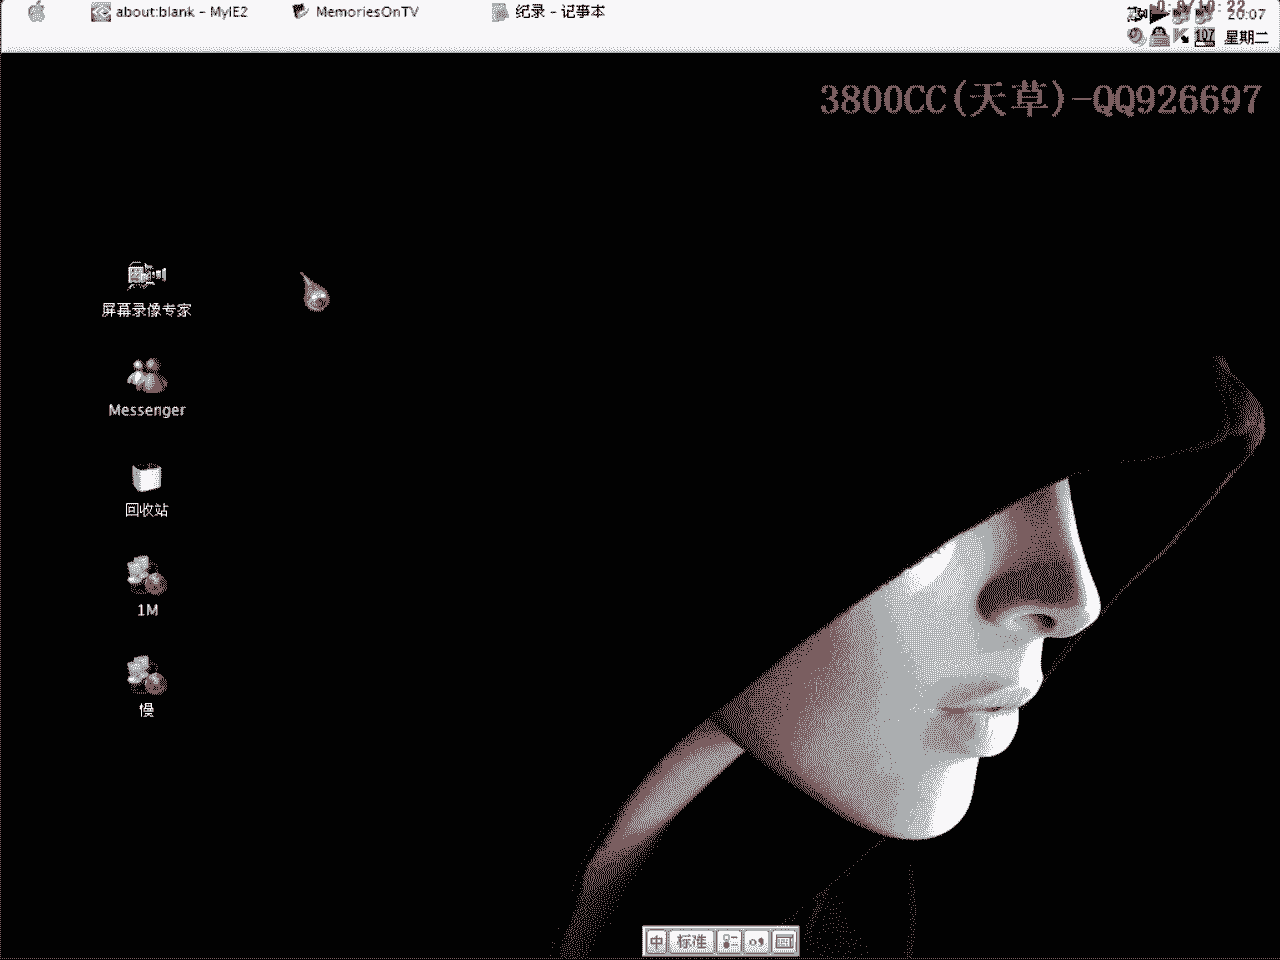 about:blank - MyIE2
MemoriesOnTV
纪录 - 记事本
20:07
107
星期二
3800CC(天草)-QQ926697
屏幕录像专家
Messenger
回收站
1M
慢
中 标准